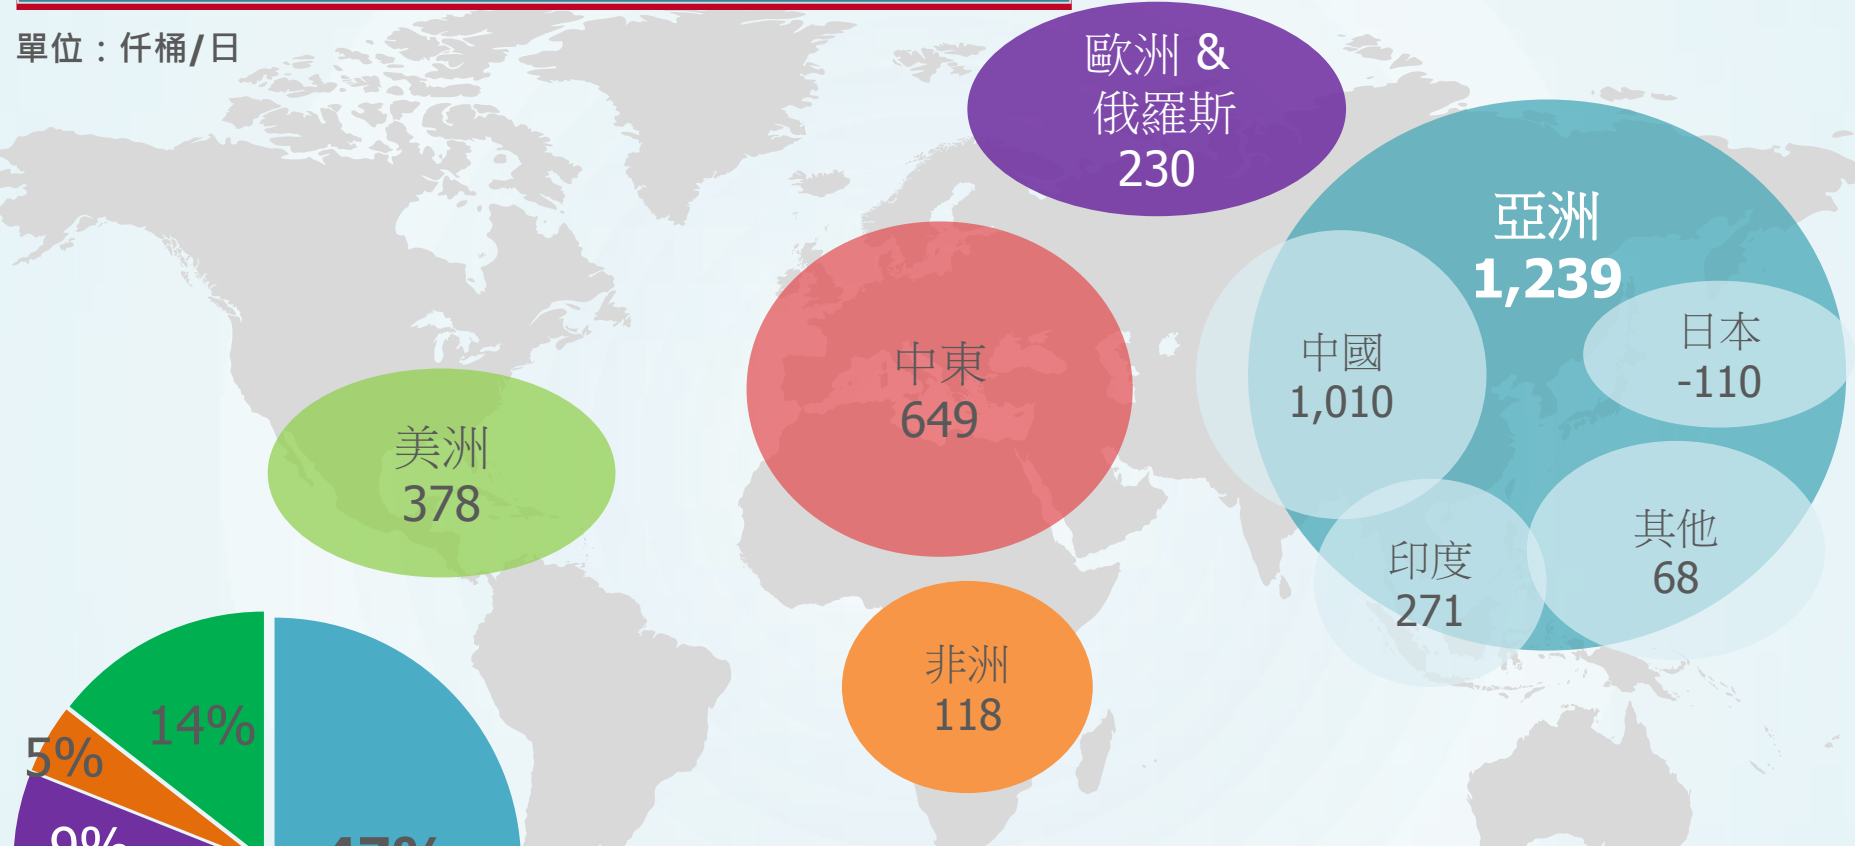 單位：仟桶/日
歐洲 &
俄羅斯
230
亞洲
1,239
中國
1,010
日本
-110
印度
271
其他
68
中東
649
美洲
378
非洲
118
14%
5%
9%
47%